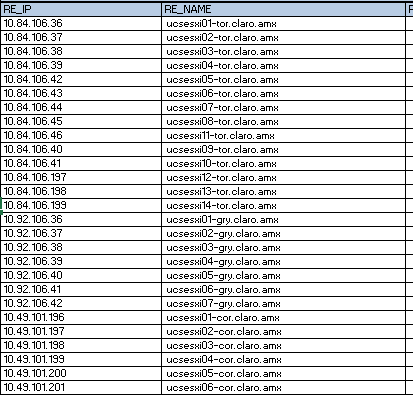 RE_IP RE_NAME
10.84.106.36 ucsesxi01-tor.claro.amx
10.84.106.37 ucsesxi02-tor.claro.amx
10.84.106.38 ucsesxi03-tor.claro.amx
10.84.106.39 ucsesxi04-tor.claro.amx
10.84.106.42 ucsesxi05-tor.claro.amx
10.84.106.43 ucsesxi06-tor.claro.amx
10.84.106.44 ucsesxi07-tor.claro.amx
10.84.106.45 ucsesxi08-tor.claro.amx
10.84.106.46 ucsesxi11-tor.claro.amx
10.84.106.40 ucsesxi09-tor.claro.amx
10.84.106.41 ucsesxi10-tor.claro.amx
10.84.106.197 ucsesxi12-tor.claro.amx
10.84.106.198 ucsesxi13-tor.claro.amx
10.84.106.199 ucsesxi14-tor.claro.amx
10.92.106.36 ucsesxi01-gry.claro.amx
10.92.106.37 ucsesxi02-gry.claro.amx
10.92.106.38 ucsesxi03-gry.claro.amx
10.92.106.39 ucsesxi04-gry.claro.amx
10.92.106.40 ucsesxi05-gry.claro.amx
10.92.106.41 ucsesxi06-gry.claro.amx
10.92.106.42 ucsesxi07-gry.claro.amx
10.49.101.196 ucsesxi01-cor.claro.amx
10.49.101.197 ucsesxi02-cor.claro.amx
10.49.101.198 ucsesxi03-cor.claro.amx
10.49.101.199 ucsesxi04-cor.claro.amx
10.49.101.200 ucsesxi05-cor.claro.amx
10.49.101.201 ucsesxi06-cor.claro.amx